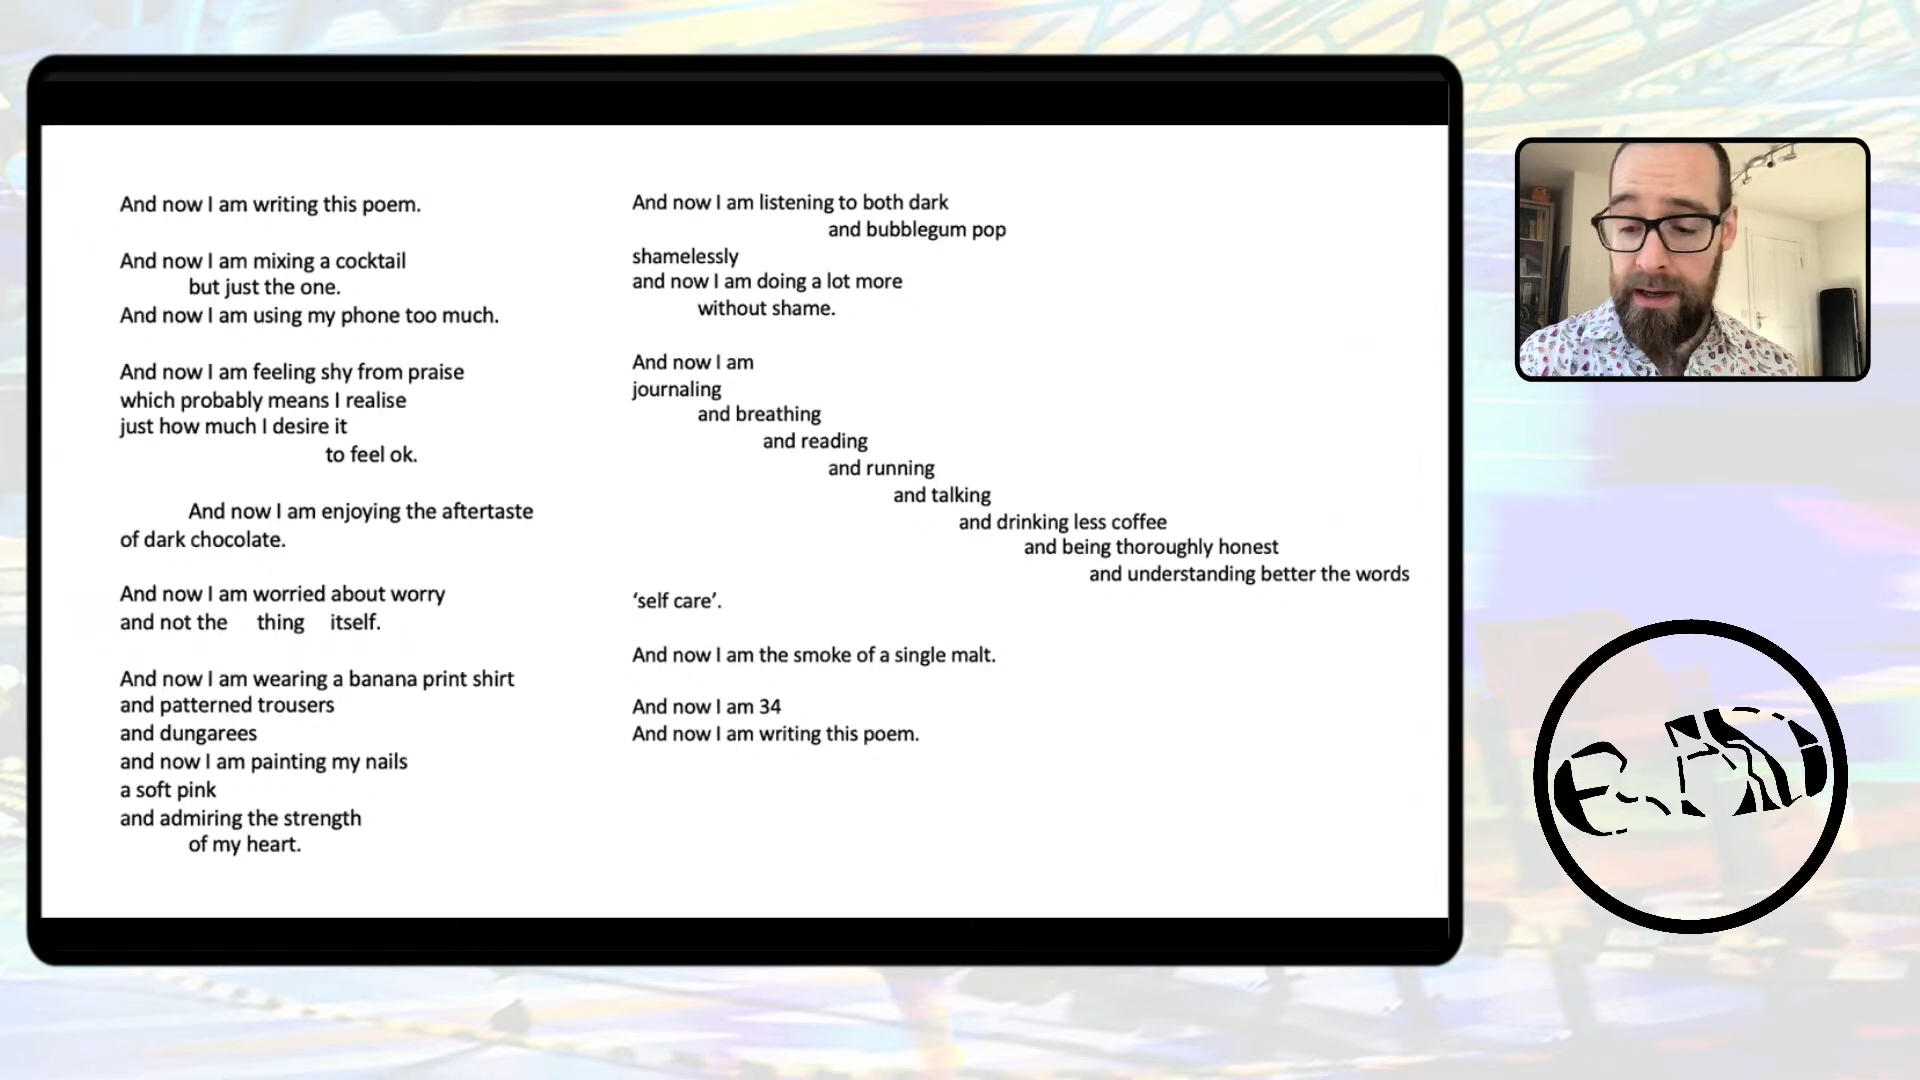 And now I am writing this poem.
And now I am mixing a cocktail
but just the one.
And now I am using my phone too much.
And now I am feeling shy from praise
which probably means I realise
just how much I desire it
to feel ok.
And now I am enjoying the aftertaste
of dark chocolate.
And now I am worried about worry
and not the thing itself.
And now I am wearing a banana print shirt
and patterned trousers
and dungarees
and now I am painting my nails
a soft pink
and admiring the strength
of my heart.
And now I am listening to both dark
and bubblegum pop
shamelessly
and now I am doing a lot more
without shame.
And now I am
journaling
and breathing
and reading
and running
and talking
and drinking less coffee
and being thoroughly honest
and understanding better the words
‘self care’.
And now I am the smoke of a single malt.
And now I am 34
And now I am writing this poem.